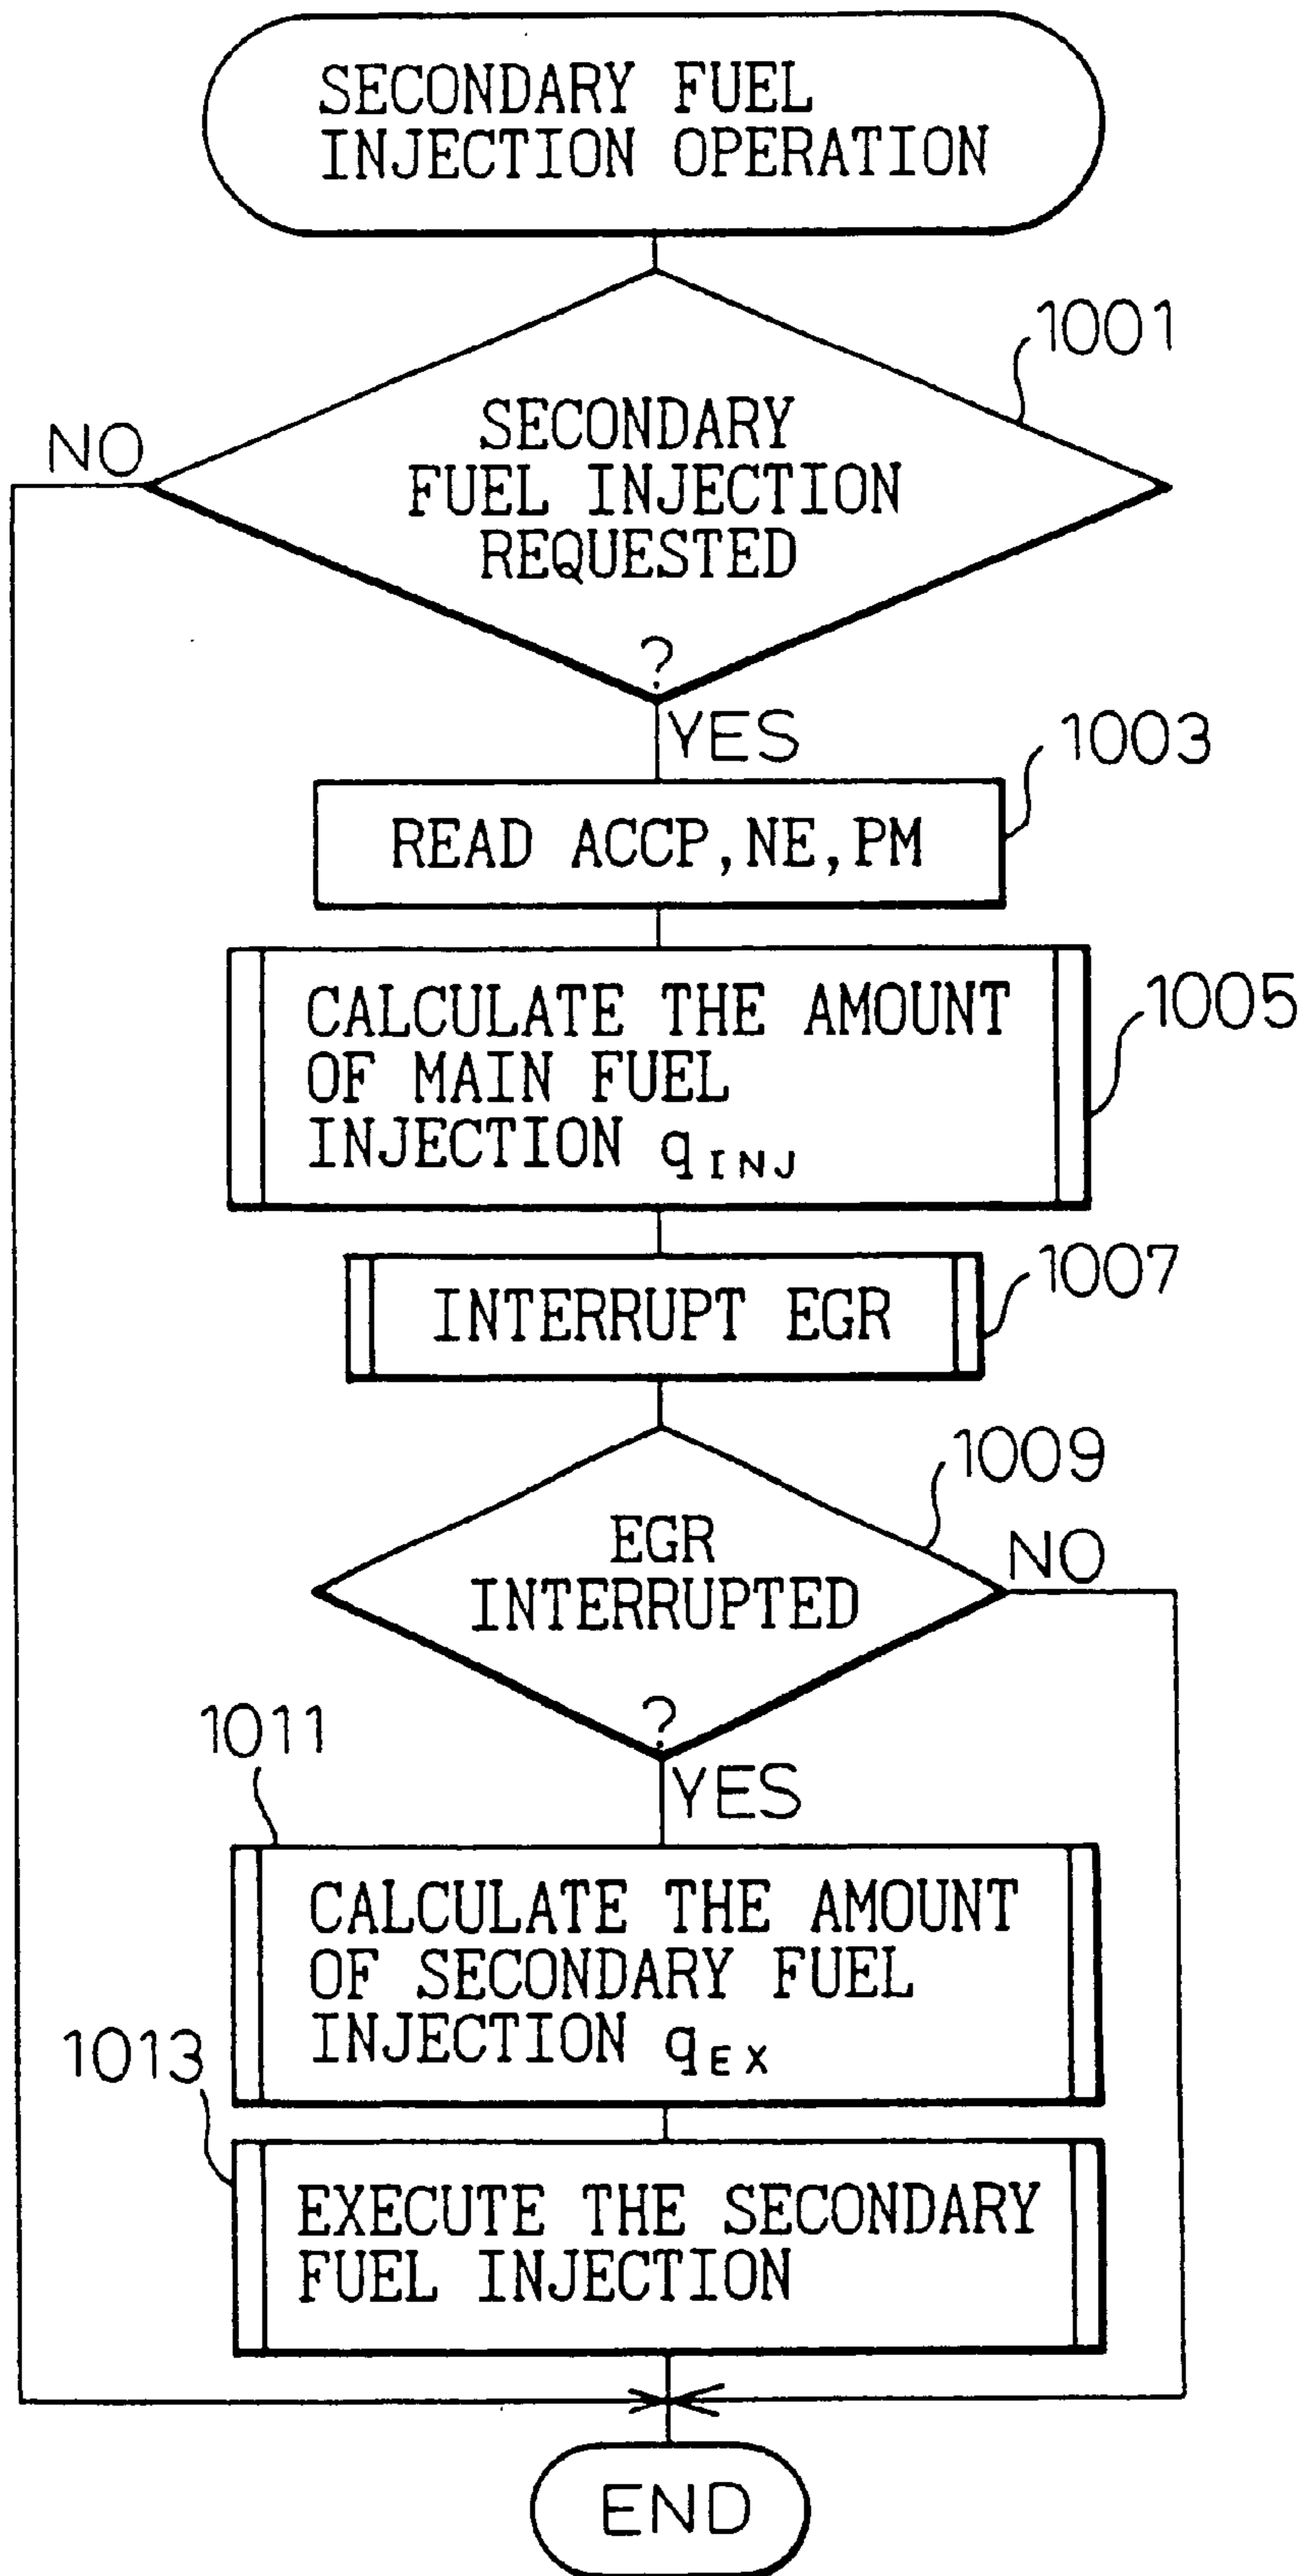 SECONDARY FUEL
INJECTION OPERATION
1001
NO
SECONDARY
FUEL INJECTION
REQUESTED
?
YES
1003
READ ACCP,NE,PM
1005
CALCULATE THE AMOUNT
OF MAIN FUEL
INJECTION qINJ
1007
INTERRUPT EGR
1009
EGR
INTERRUPTED
?
NO
YES
1011
CALCULATE THE AMOUNT
OF SECONDARY FUEL
INJECTION qEX
1013
EXECUTE THE SECONDARY
FUEL INJECTION
END